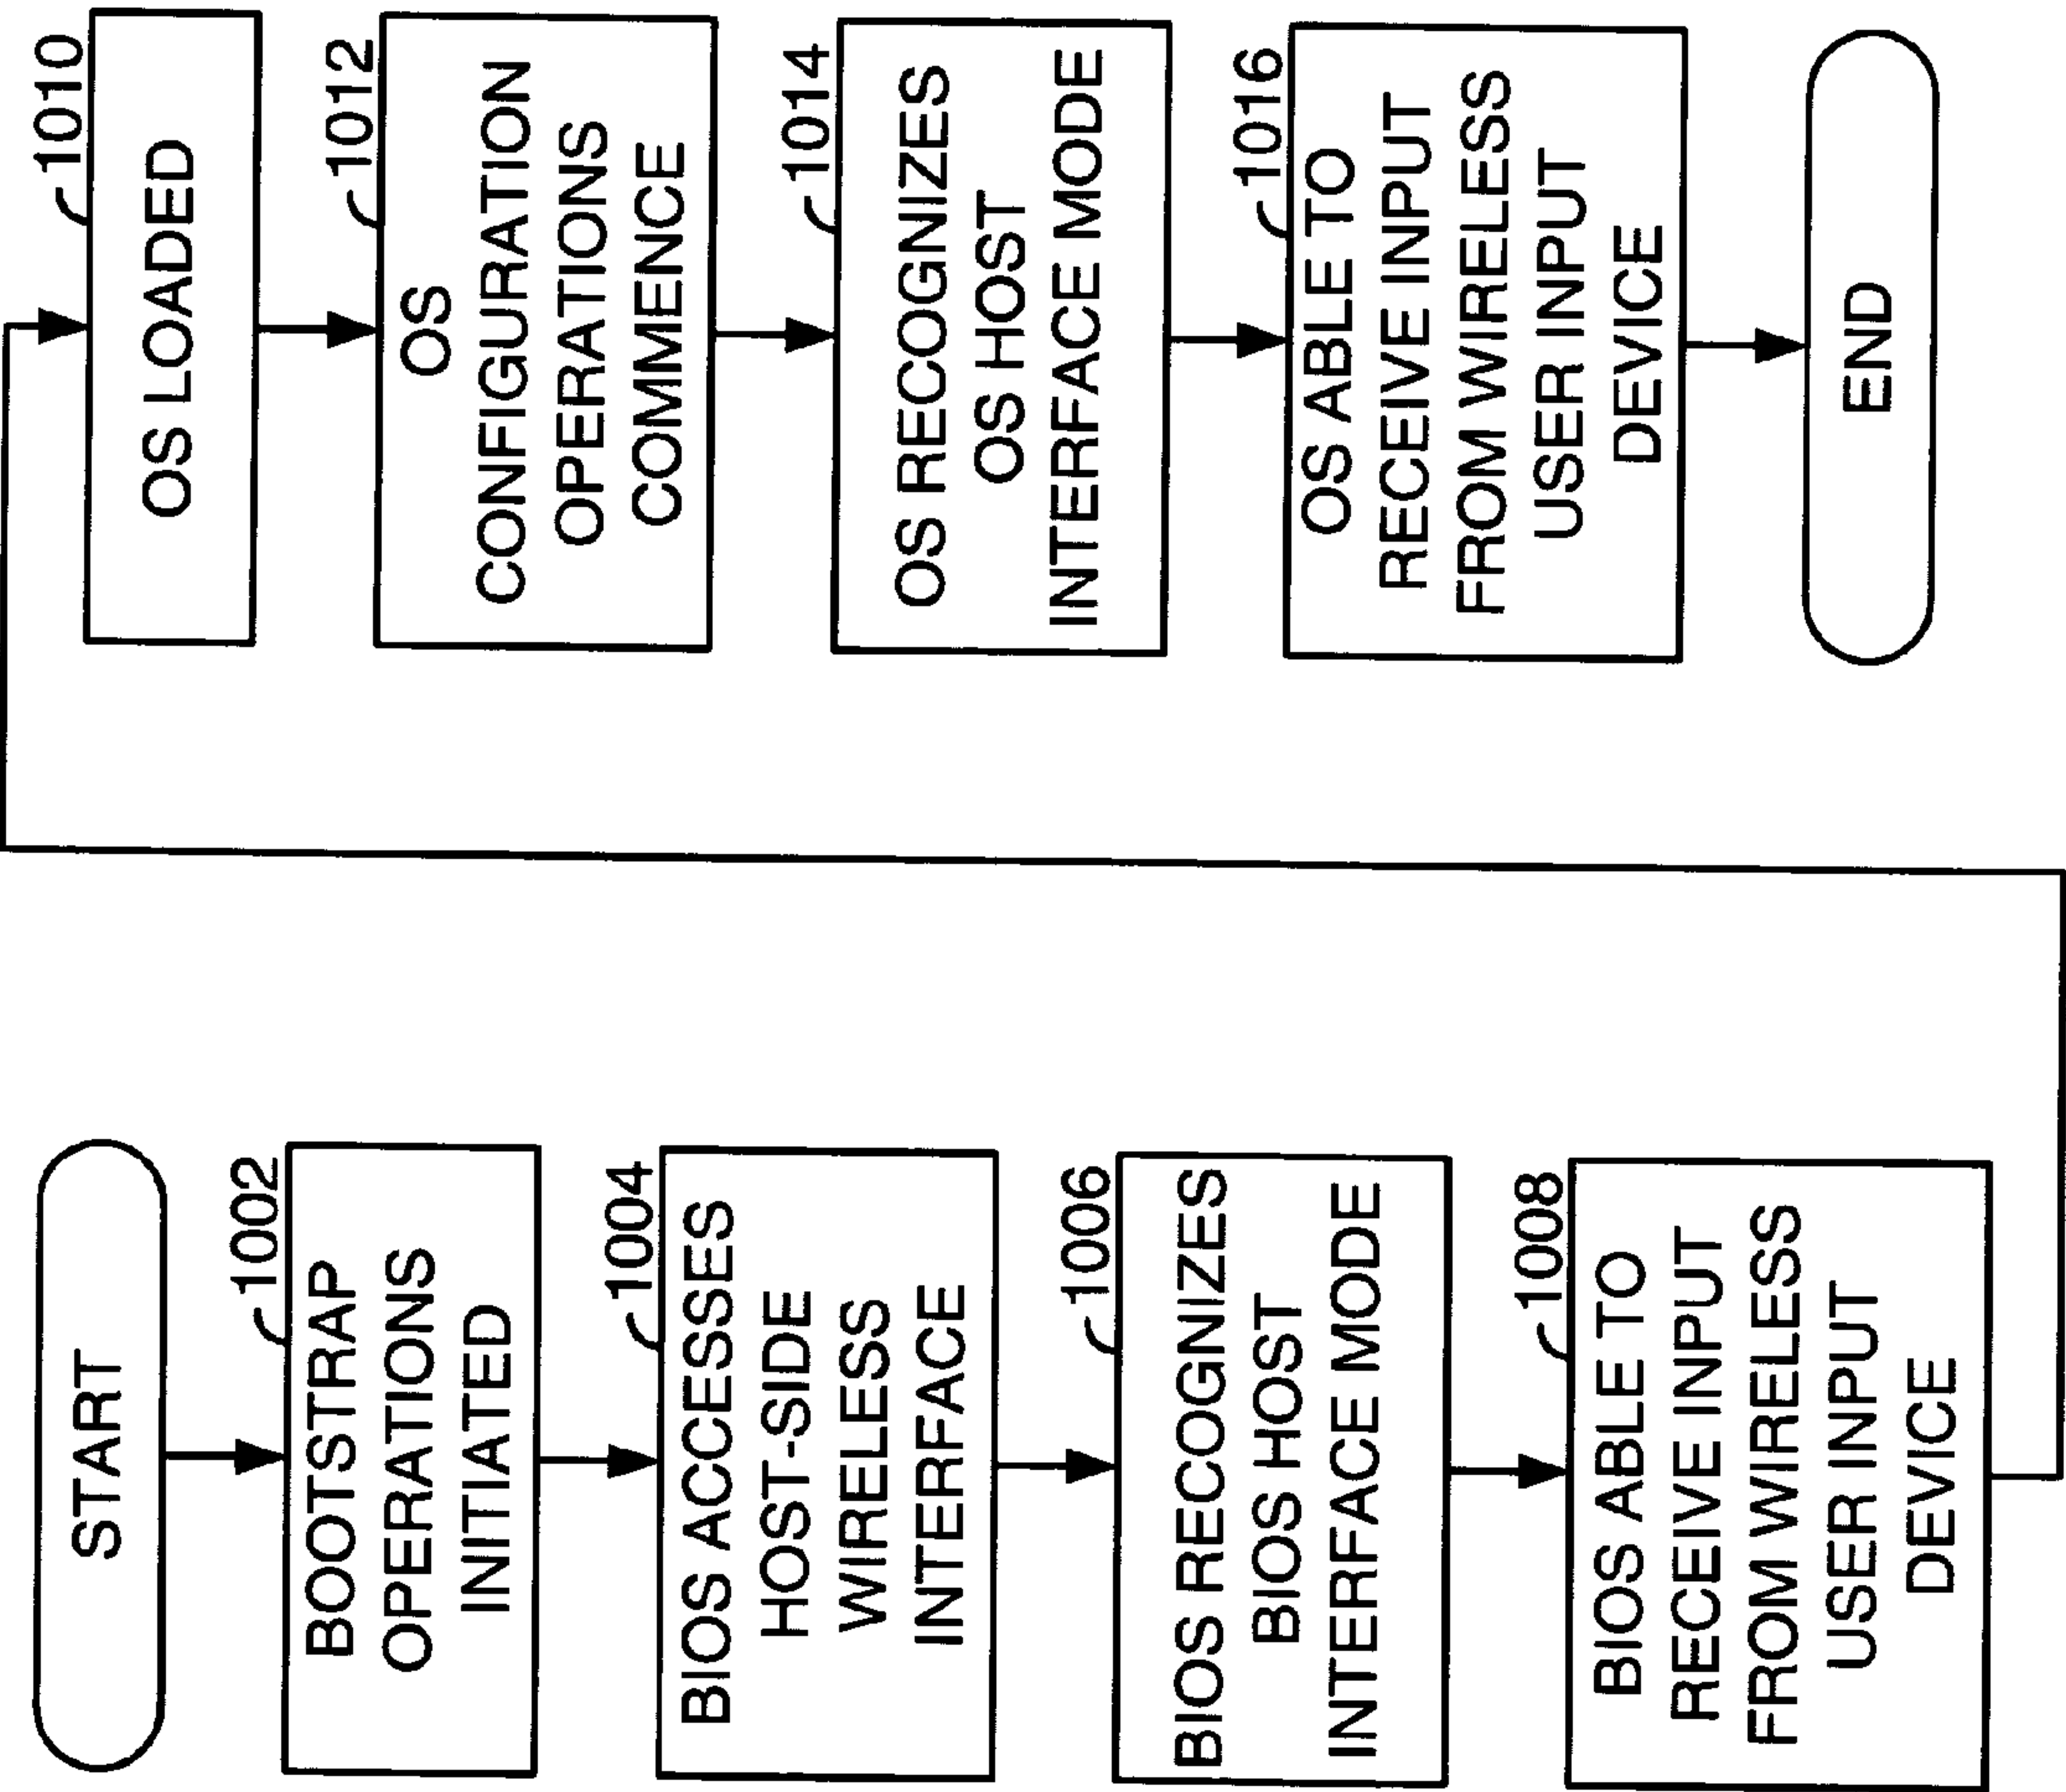 START
1002
BOOTSTRAP
OPERATIONS
INITIATED
1004
BIOS ACCESSES
HOST-SIDE
WIRELESS
INTERFACE
1006
BIOS RECOGNIZES
BIOS HOST
INTERFACE MODE
1008
BIOS ABLE TO
RECEIVE INPUT
FROM WIRELESS
USER INPUT
DEVICE
1010
OS LOADED
1012
OS
CONFIGURATION
OPERATIONS
COMMENCE
1014
OS RECOGNIZES
OS HOST
INTERFACE MODE
1016
OS ABLE TO
RECEIVE INPUT
FROM WIRELESS
USER INPUT
DEVICE
END